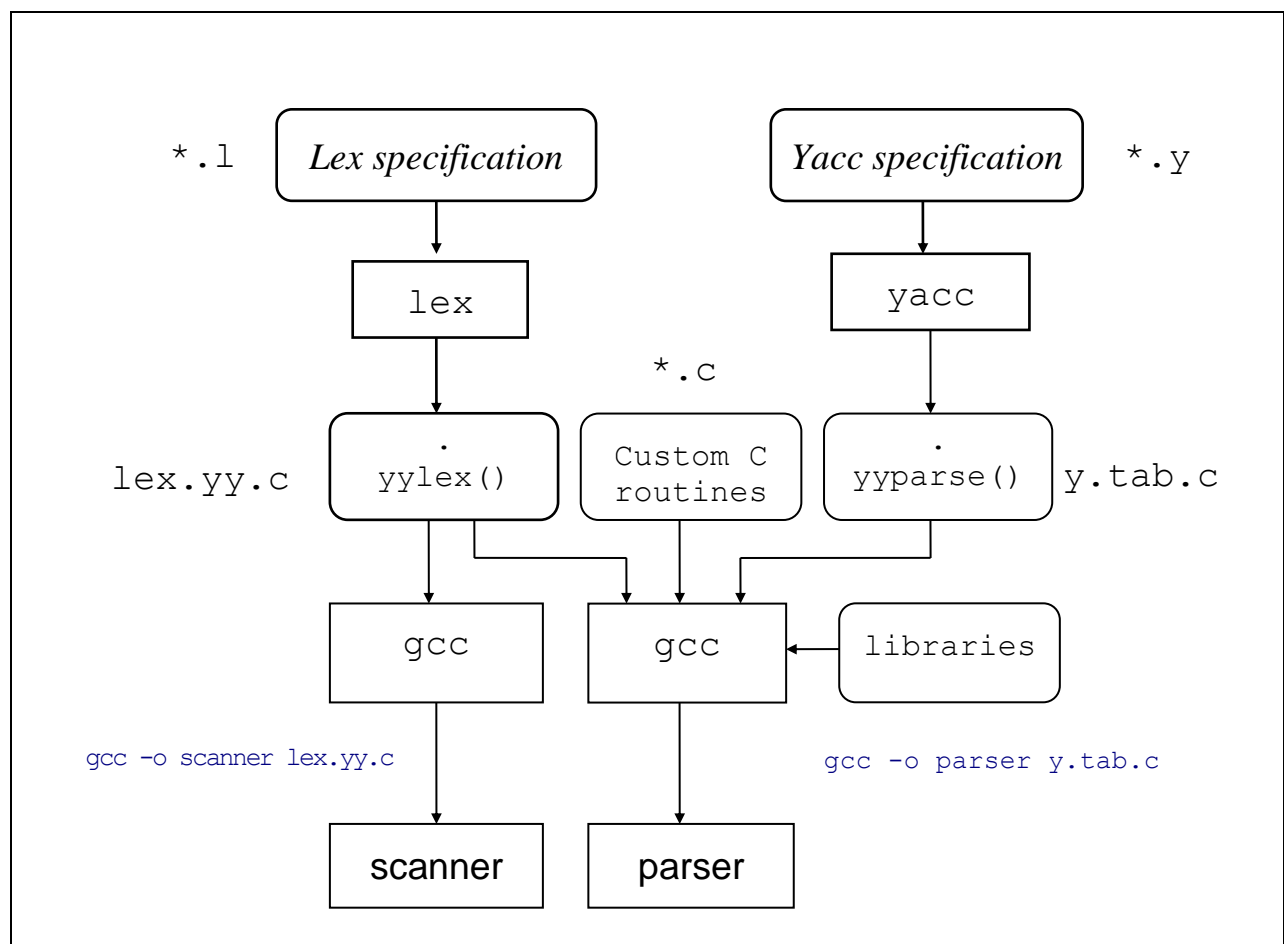 *.l
Lex specification
Yacc specification
*.y
lex
yacc
*.c
lex.yy.c
.
yylex()
Custom C
routines
.
yyparse()
y.tab.c
gcc
gcc
libraries
gcc -o scanner lex.yy.c
gcc -o parser y.tab.c
scanner
parser